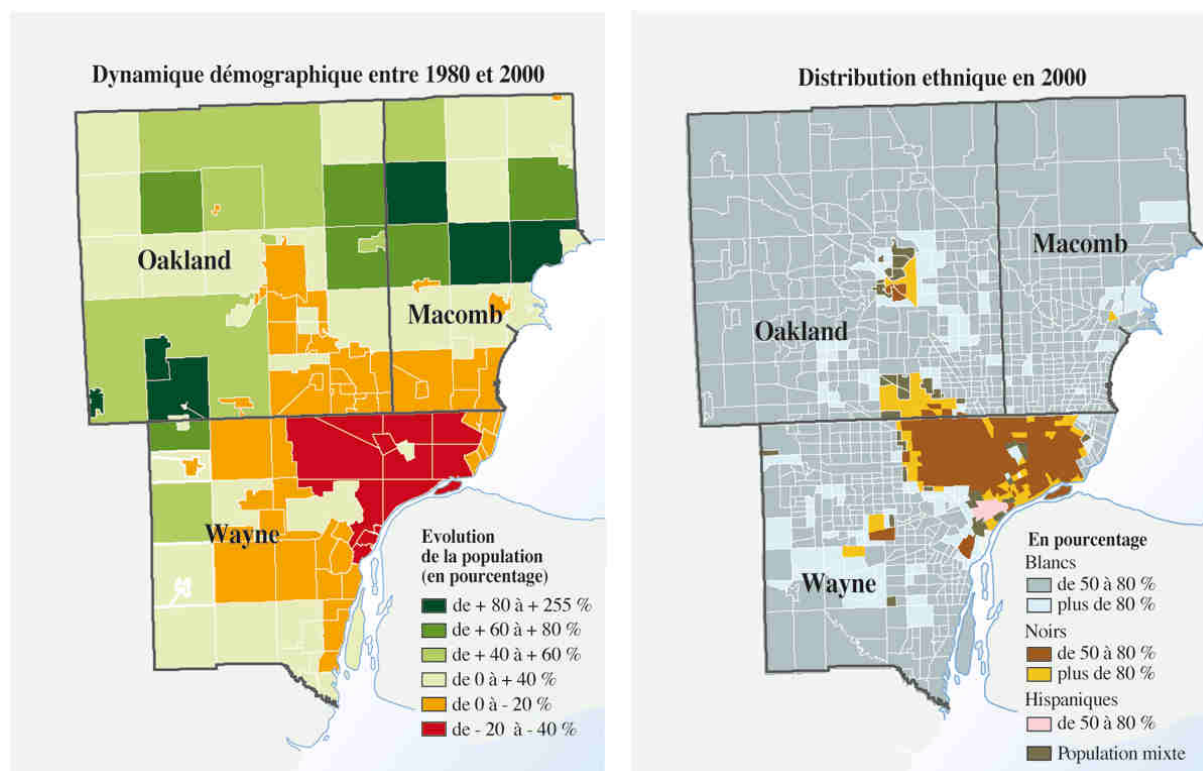 Dynamique démographique entre 1980 et 2000
Oakland
Macomb
Wayne
Evolution
de la population
(en pourcentage)
de + 80 à + 255 %
de + 60 à + 80 %
de + 40 à + 60 %
de 0 à + 40 %
de 0 à - 20 %
de - 20 à - 40 %
Distribution ethnique en 2000
Macomb
Oakland
Wayne
En pourcentage
Blancs
de 50 à 80 %
plus de 80 %
Noirs
de 50 à 80 %
plus de 80 %
Hispaniques
de 50 à 80 %
Population mixte